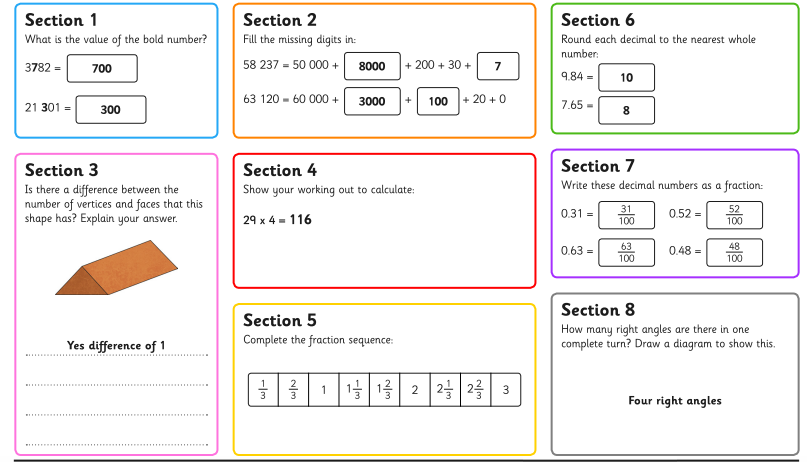 Section 1
What is the value of the bold number?
3782 = 700
21 301 = 300
Section 2
Fill the missing digits in:
58 237 = 50 000 + 8000 + 200 + 30 + 7
63 120 = 60 000 + 3000 + 100 + 20 + 0
Section 6
Round each decimal to the nearest whole
number:
9.84 = 10
7.65 = 8
Section 3
Is there a difference between the
number of vertices and faces that this
shape has? Explain your answer.
Yes difference of 1
Section 4
Show your working out to calculate:
29 x 4 = 116
Section 5
Complete the fraction sequence:
1/3 2/3 1 1 1/3 1 2/3 2 2 1/3 2 2/3 3
Section 7
Write these decimal numbers as a fraction:
0.31 = 31/100 0.52 = 52/100
0.63 = 63/100 0.48 = 48/100
Section 8
How many right angles are there in one
complete turn? Draw a diagram to show this.
Four right angles